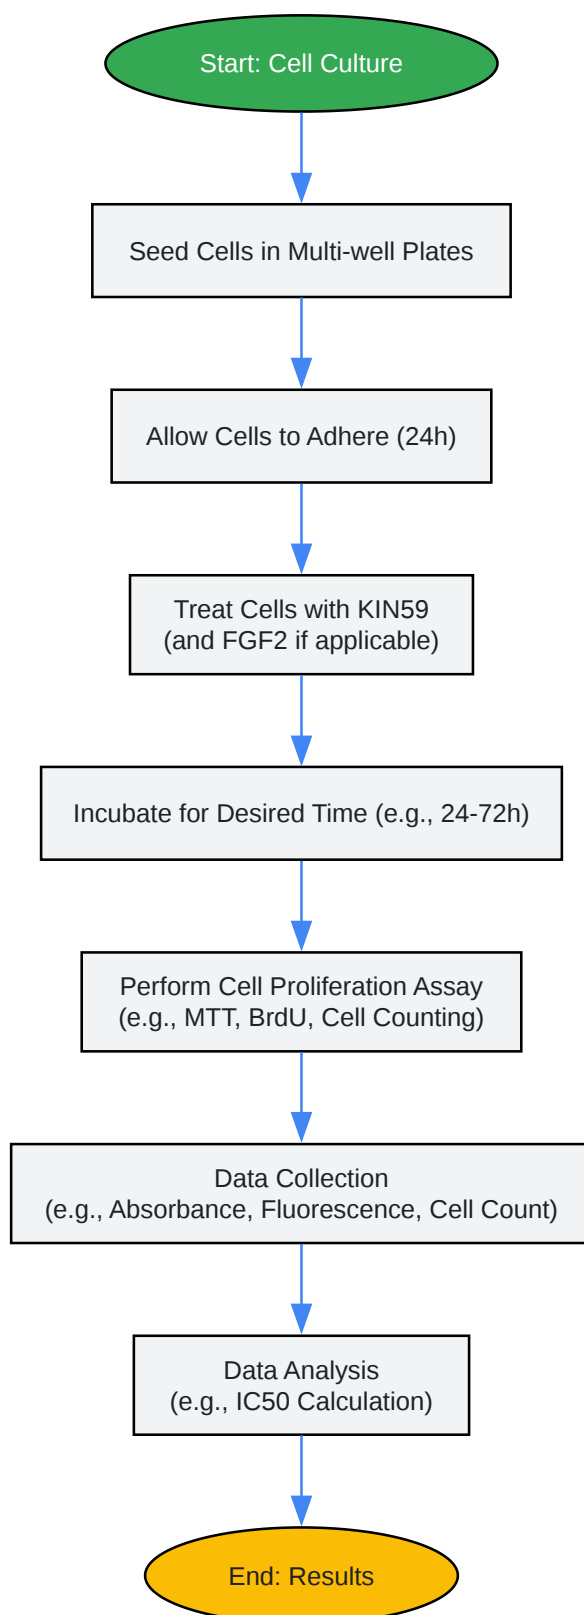 Start: Cell Culture
Seed Cells in Multi-well Plates
Allow Cells to Adhere (24h)
Treat Cells with KIN59
(and FGF2 if applicable)
Incubate for Desired Time (e.g., 24-72h)
Perform Cell Proliferation Assay
(e.g., MTT, BrdU, Cell Counting)
Data Collection
(e.g., Absorbance, Fluorescence, Cell Count)
Data Analysis
(e.g., IC50 Calculation)
End: Results